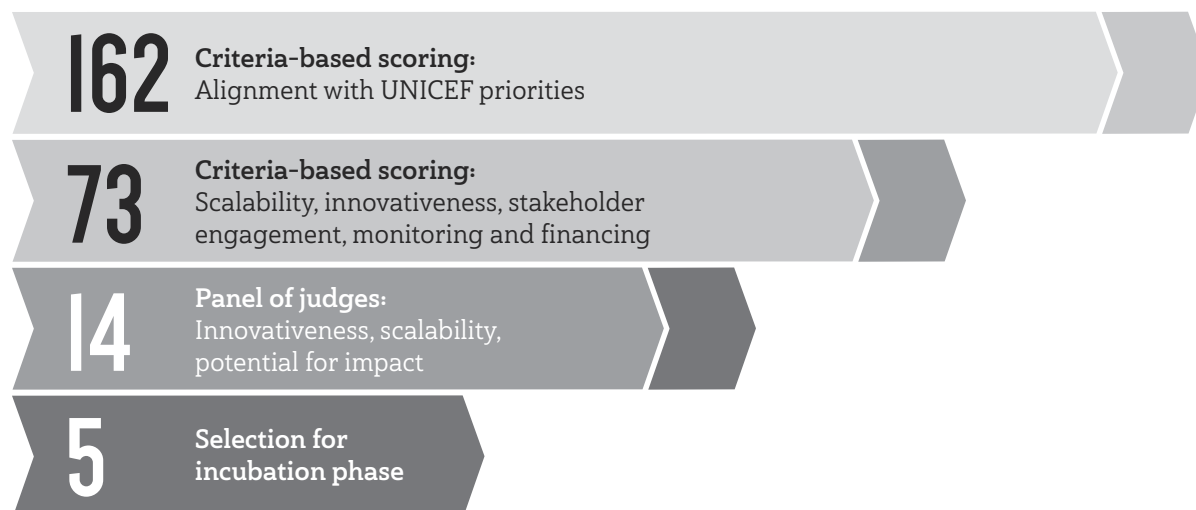 162
Criteria-based scoring:
Alignment with UNICEF priorities
73
Criteria-based scoring:
Scalability, innovativeness, stakeholder
engagement, monitoring and financing
14
Panel of judges:
Innovativeness, scalability,
potential for impact
5
Selection for
incubation phase